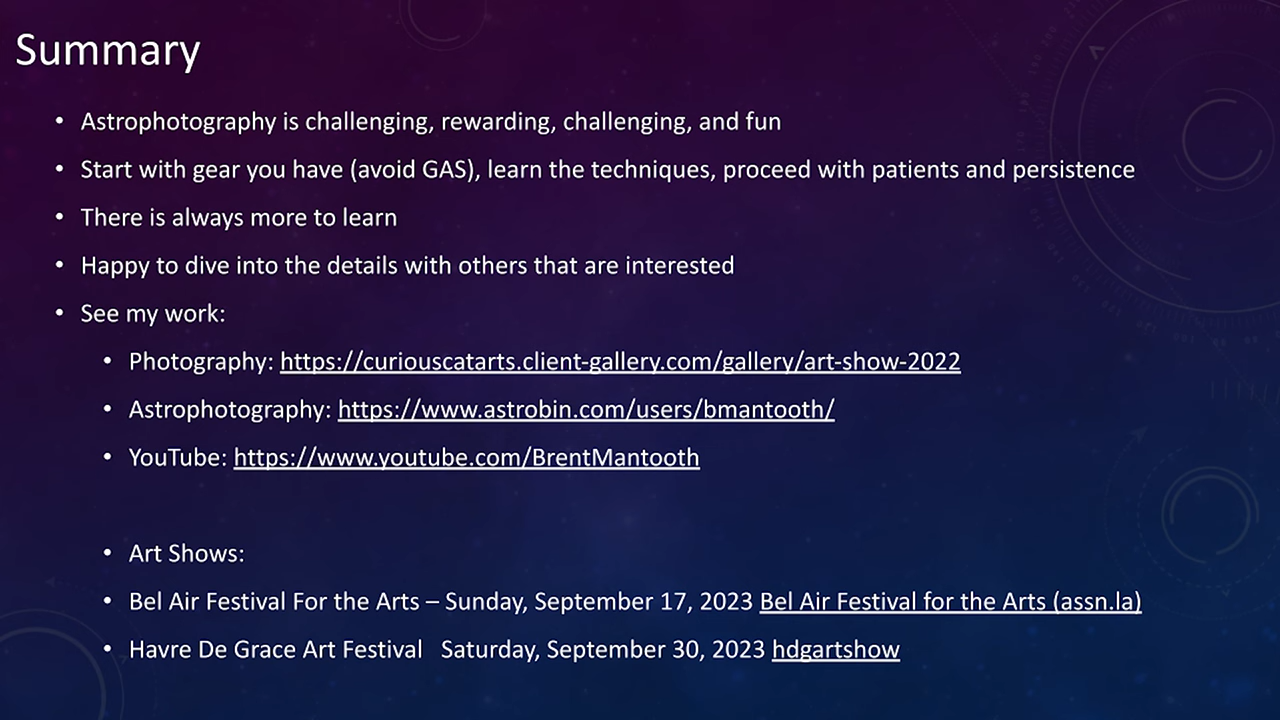 Summary
• Astrophotography is challenging, rewarding, challenging, and fun
• Start with gear you have (avoid GAS), learn the techniques, proceed with patients and persistence
• There is always more to learn
• Happy to dive into the details with others that are interested
• See my work:
• Photography: https://curiouscatarts.client-gallery.com/gallery/art-show-2022
• Astrophotography: https://www.astrobin.com/users/bmantooth/
• YouTube: https://www.youtube.com/BrentMantooth
• Art Shows:
• Bel Air Festival For the Arts – Sunday, September 17, 2023 Bel Air Festival for the Arts (assn.la)
• Havre De Grace Art Festival   Saturday, September 30, 2023 hdgartshow